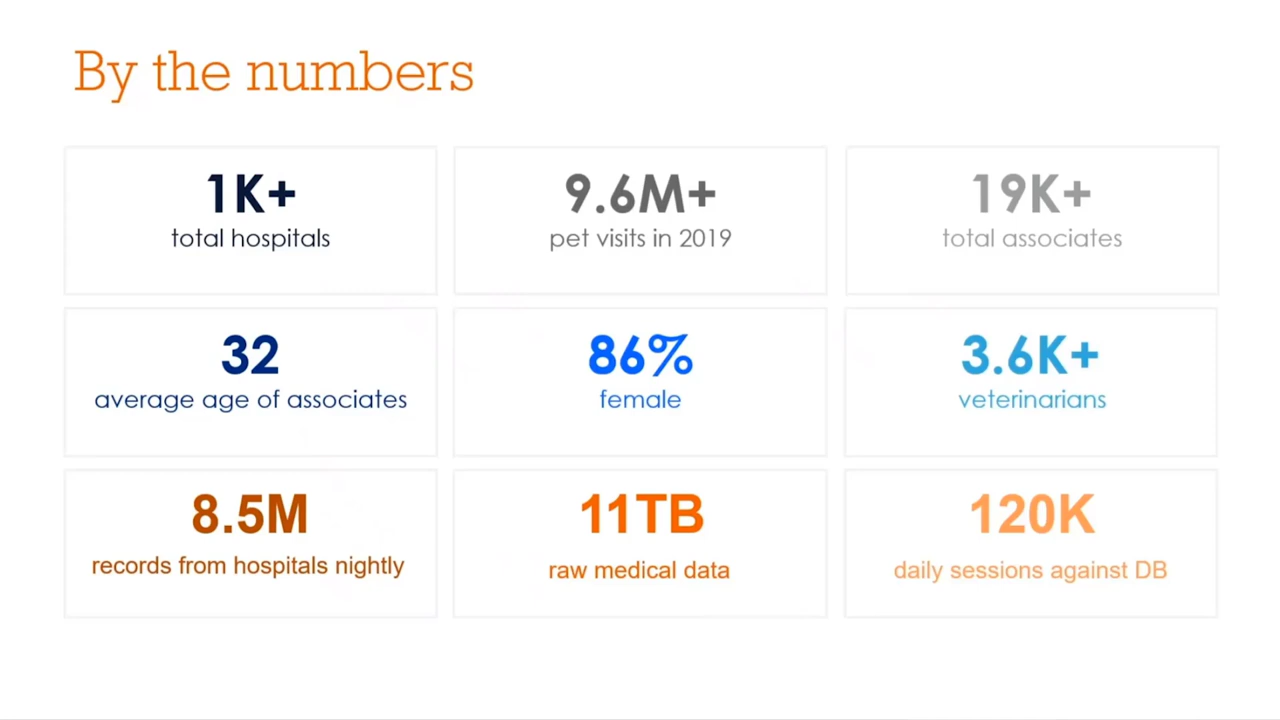 By the numbers
1K+
total hospitals
9.6M+
pet visits in 2019
19K+
total associates
32
average age of associates
86%
female
3.6K+
veterinarians
8.5M
records from hospitals nightly
11TB
raw medical data
120K
daily sessions against DB